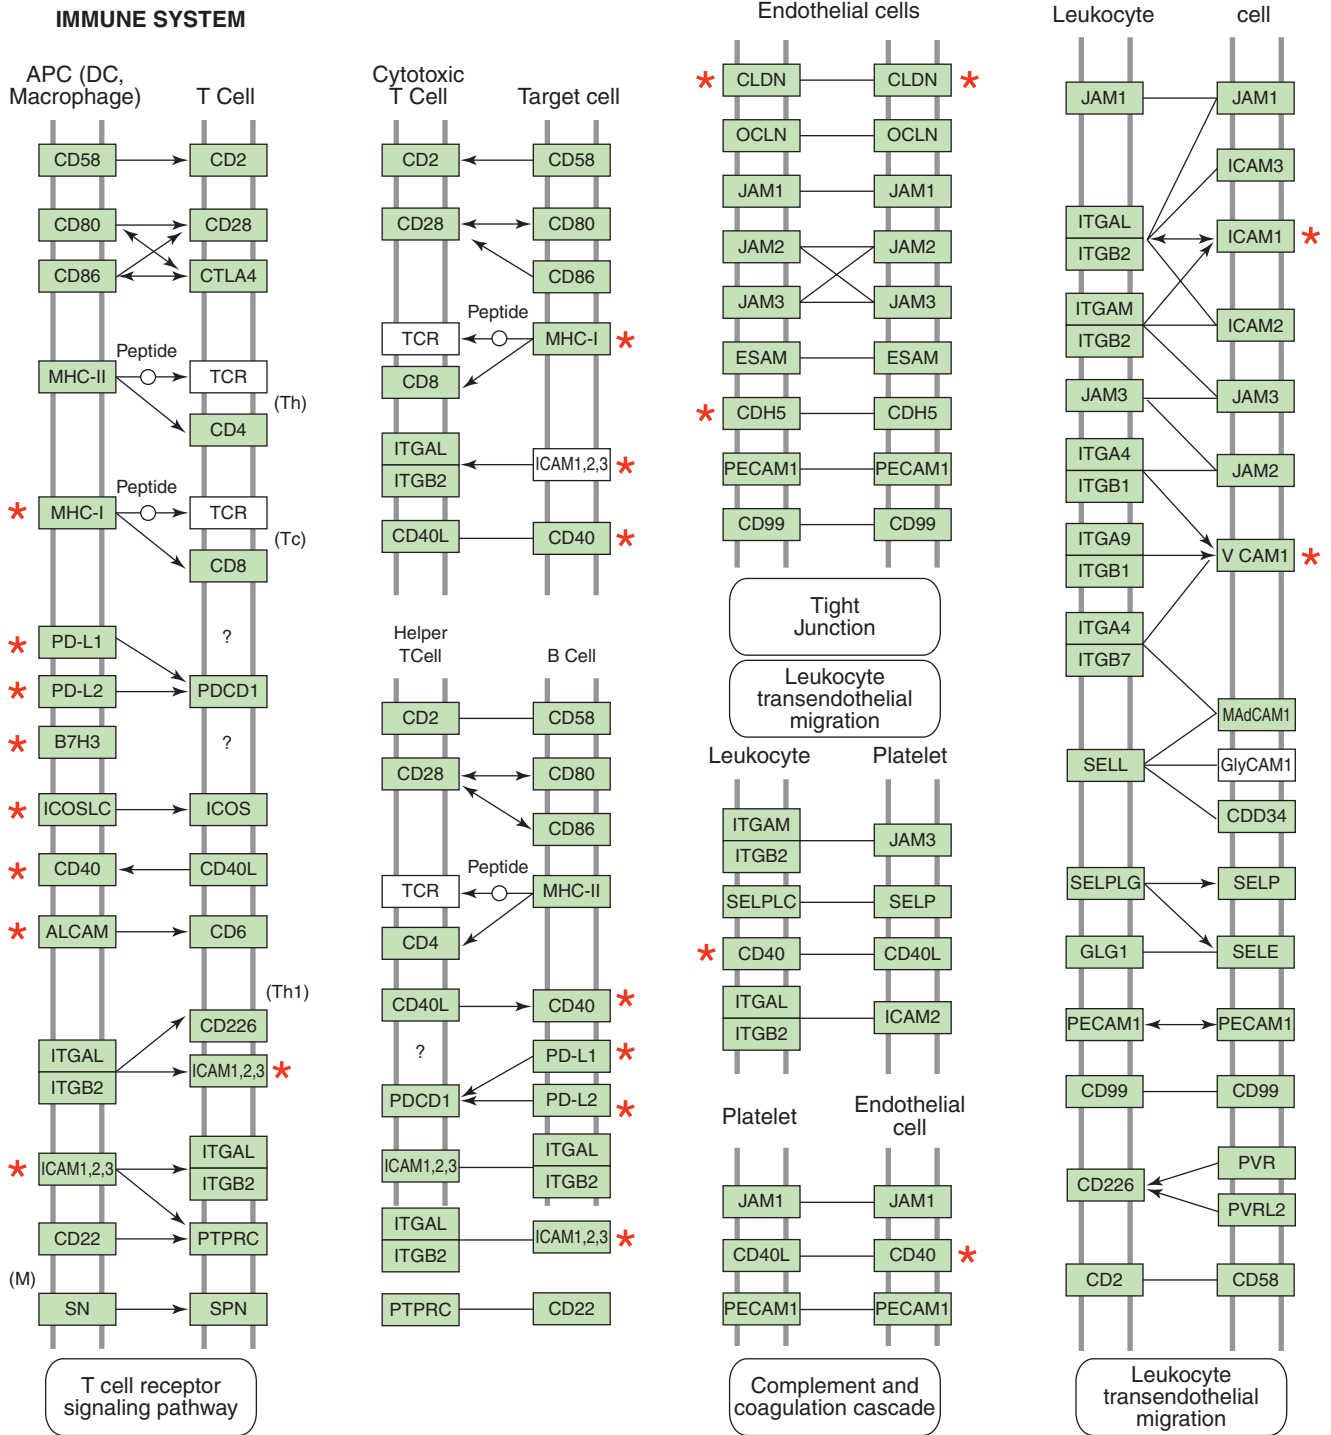 IMMUNE SYSTEM
APC (DC,
Macrophage)
T Cell
CD58
CD2
CD80
CD28
CD86
CTLA4
Peptide
MHC-II
TCR
(Th)
CD4
Peptide
MHC-I
TCR
(Tc)
CD8
*
PD-L1
?
*
PD-L2
PDCD1
*
B7H3
?
*
ICOSLC
ICOS
*
CD40
CD40L
*
ALCAM
CD6
*
(Th1)
CD226
ITGAL
ITGB2
ICAM1,2,3
*
ICAM1,2,3
*
ITGAL
ITGB2
CD22
PTPRC
(M)
SN
SPN
T cell receptor
signaling pathway
Cytotoxic
T Cell
Target cell
CD2
CD58
CD28
CD80
CD86
Peptide
TCR
MHC-I
*
CD8
ITGAL
ITGB2
ICAM1,2,3
*
CD40L
CD40
*
Helper
TCell
B Cell
CD2
CD58
CD28
CD80
CD86
Peptide
TCR
MHC-II
CD4
CD40L
CD40
*
?
PD-L1
*
PDCD1
PD-L2
*
ICAM1,2,3
ITGAL
ITGB2
ITGAL
ITGB2
ICAM1,2,3
*
PTPRC
CD22
Endothelial cells
*
CLDN
CLDN
*
OCLN
OCLN
JAM1
JAM1
JAM2
JAM2
JAM3
JAM3
ESAM
ESAM
*
CDH5
CDH5
PECAM1
PECAM1
CD99
CD99
Tight
Junction
Leukocyte
transendothelial
migration
Leukocyte
Platelet
ITGAM
ITGB2
JAM3
SELPLC
SELP
*
CD40
CD40L
ITGAL
ITGB2
ICAM2
Platelet
Endothelial
cell
JAM1
JAM1
CD40L
CD40
*
PECAM1
PECAM1
Complement and
coagulation cascade
Leukocyte
cell
JAM1
JAM1
ICAM3
ITGAL
ITGB2
ICAM1
*
ITGAM
ITGB2
ICAM2
JAM3
JAM3
ITGA4
ITGB1
JAM2
ITGA9
ITGB1
V CAM1
*
ITGA4
ITGB7
MAdCAM1
SELL
GlyCAM1
CDD34
SELPLG
SELP
GLG1
SELE
PECAM1
PECAM1
CD99
CD99
CD226
PVR
PVRL2
CD2
CD58
Leukocyte
transendothelial
migration